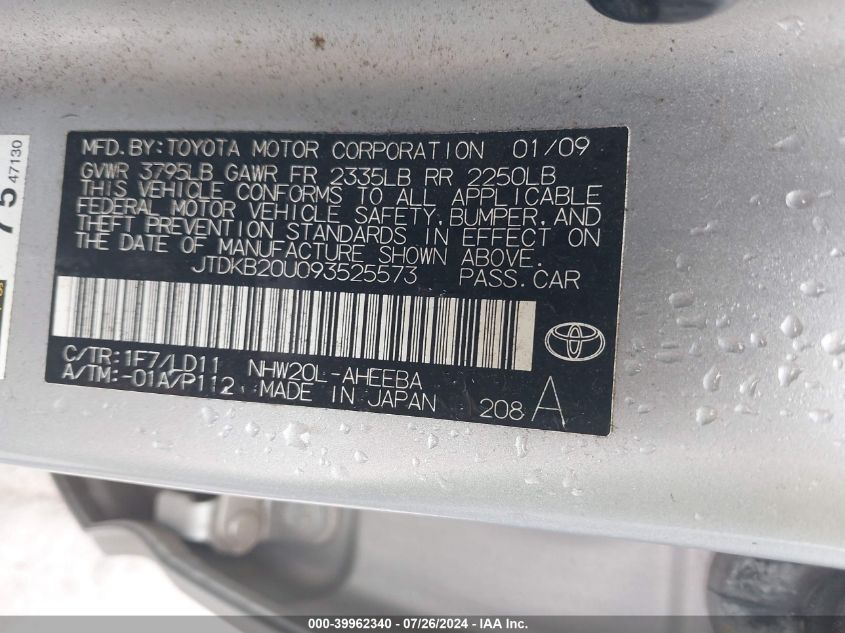 75 47130
MFD. BY: TOYOTA MOTOR CORPORATION 01/09
GVWR 3795LB GAWR FR 2335LB RR 2250LB
THIS VEHICLE CONFORMS TO ALL APPLICABLE
FEDERAL MOTOR VEHICLE SAFETY, BUMPER, AND
THEFT PREVENTION STANDARDS IN EFFECT ON
THE DATE OF MANUFACTURE SHOWN ABOVE.
JTDKB20U093525573 PASS. CAR
C/TR: 1F7/LD11 NHW20L-AHEEBA
A/TM: -01A/P112 MADE IN JAPAN 208 A
000-39962340 - 07/26/2024 - IAA Inc.